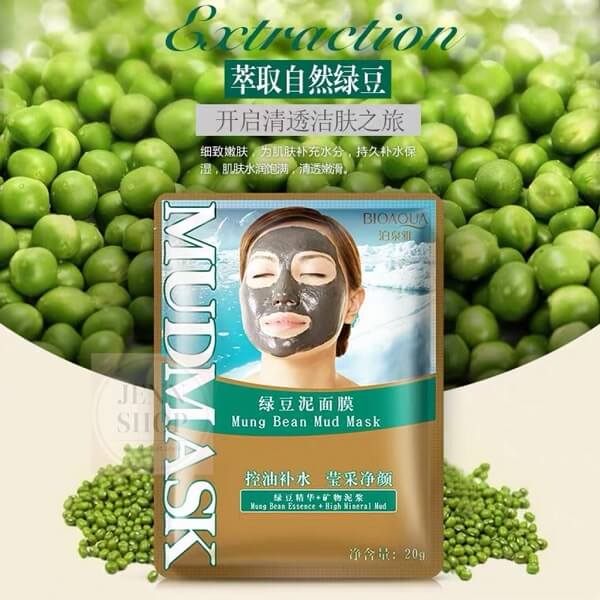 Extraction
萃取自然绿豆
开启清透洁肤之旅
细致嫩肤,为肌肤补充水分,持久补水保
湿,肌肤水润饱满,清透嫩滑。
MUDMASK
BIOAQUA
泊泉雅
绿豆泥面膜
Mung Bean Mud Mask
控油补水 莹采净颜
绿豆精华+矿物泥浆
Mung Bean Essence + High Mineral Mud
净含量: 20g
SHOP